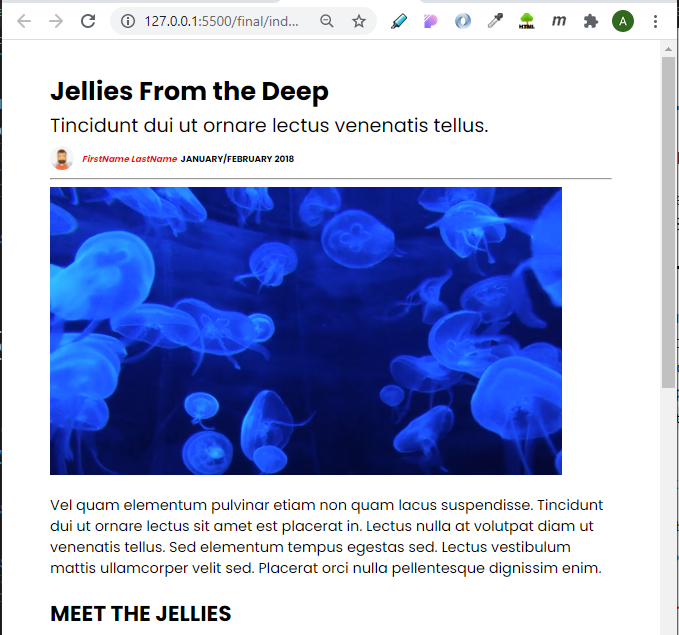 127.0.0.1:5500/final/ind...
HTML
m
A
Jellies From the Deep
Tincidunt dui ut ornare lectus venenatis tellus.
FirstName LastName JANUARY/FEBRUARY 2018
Vel quam elementum pulvinar etiam non quam lacus suspendisse. Tincidunt
dui ut ornare lectus sit amet est placerat in. Lectus nulla at volutpat diam ut
venenatis tellus. Sed elementum tempus egestas sed. Lectus vestibulum
mattis ullamcorper velit sed. Placerat orci nulla pellentesque dignissim enim.
MEET THE JELLIES